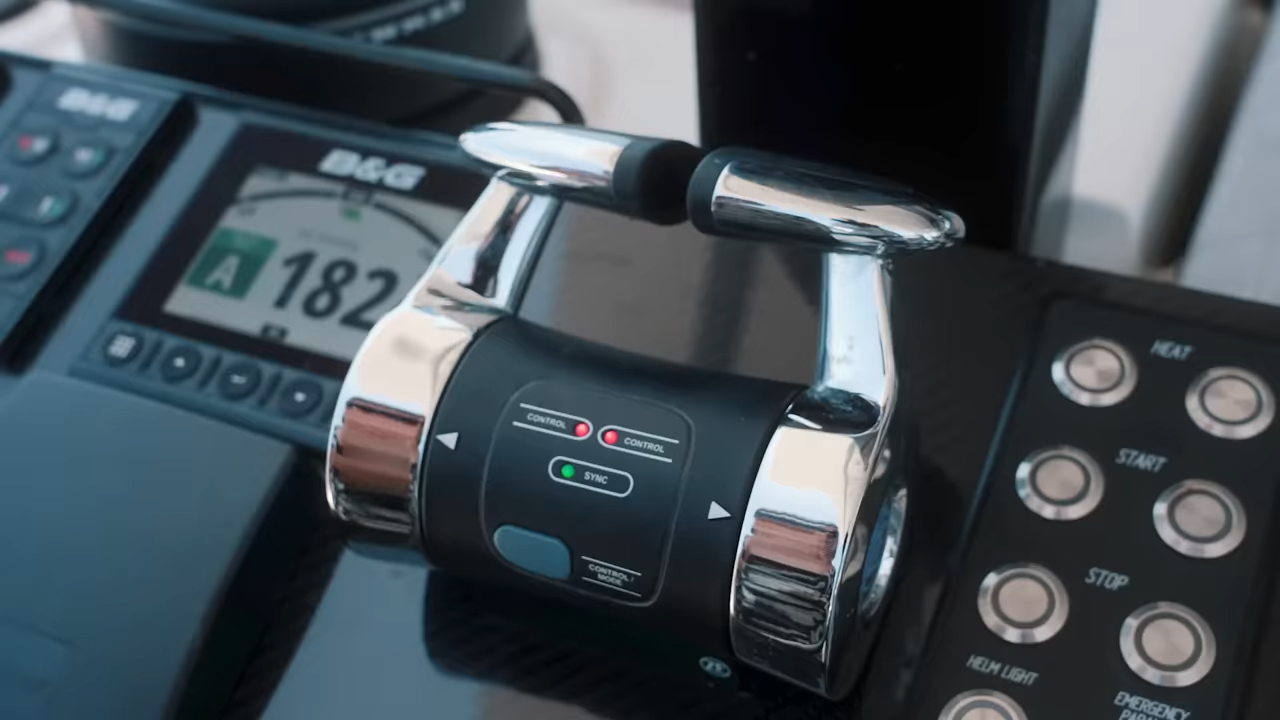 B&G
B&G
A 182
CONTROL
CONTROL
SYNC
CONTROL /
MODE
HEAT
START
STOP
HELM LIGHT
EMERGENCY